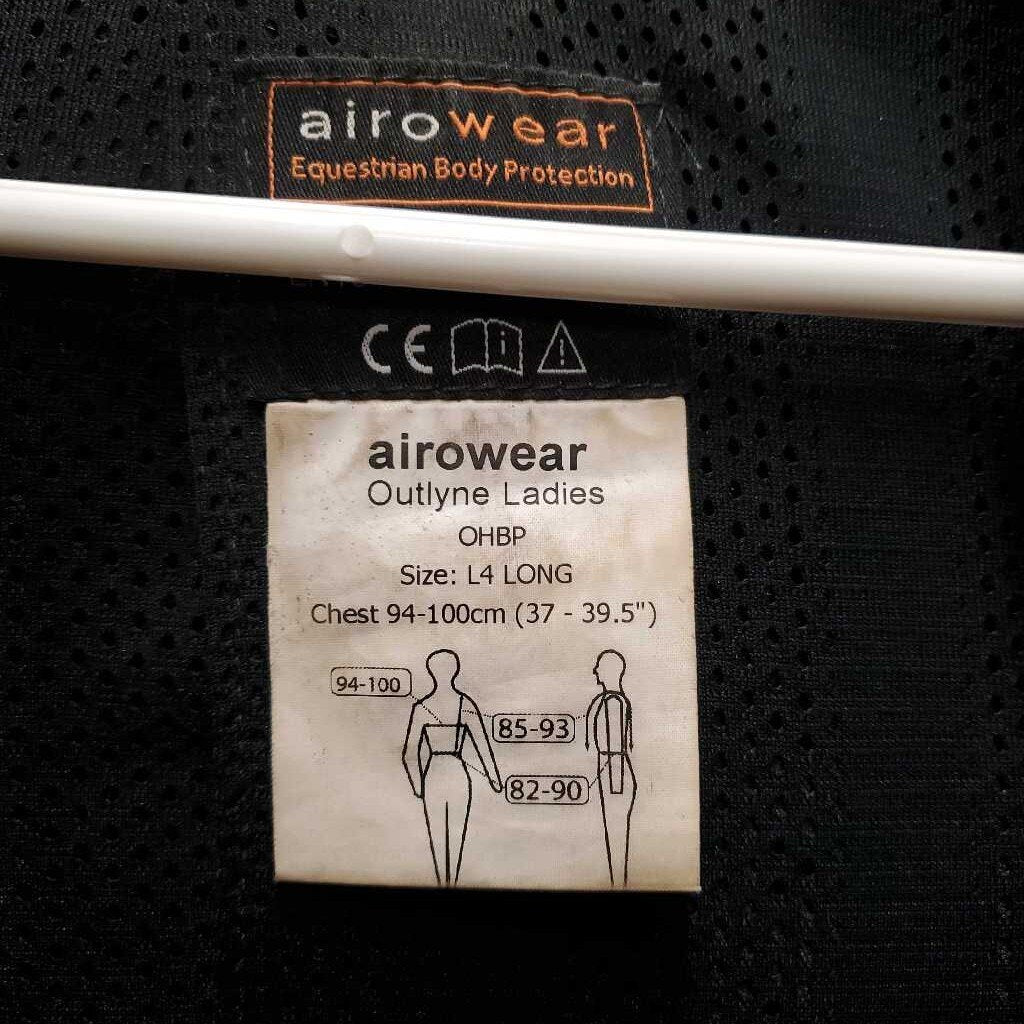 airowear
Equestrian Body Protection
CE i !
airowear
Outlyne Ladies
OHBP
Size: L4 LONG
Chest 94-100cm (37 - 39.5")
94-100
85-93
82-90